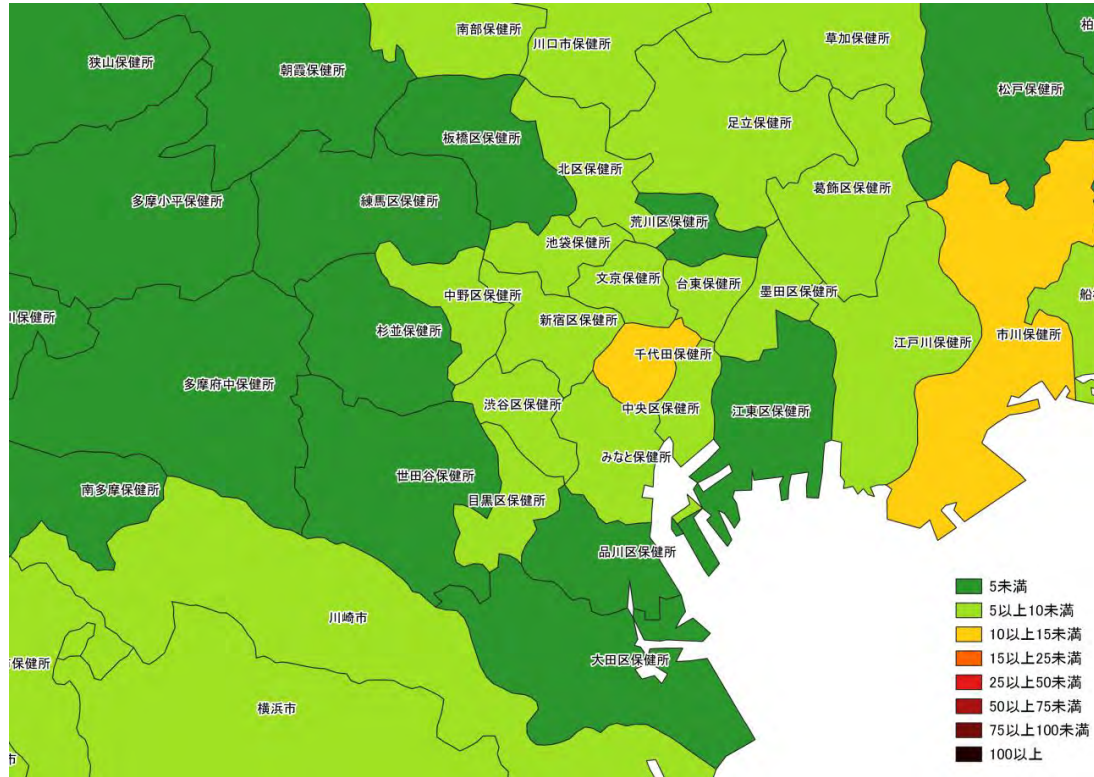 南部保健所
川口市保健所
草加保健所
柏
狭山保健所
朝霞保健所
松戸保健所
足立保健所
板橋区保健所
北区保健所
葛飾区保健所
多摩小平保健所
練馬区保健所
荒川区保健所
池袋保健所
文京保健所
台東保健所
中野区保健所
墨田区保健所
船橋
川保健所
杉並保健所
新宿区保健所
江戸川保健所
市川保健所
千代田保健所
多摩府中保健所
渋谷区保健所
中央区保健所
江東区保健所
みなと保健所
世田谷保健所
南多摩保健所
目黒区保健所
品川区保健所
5未満
5以上10未満
川崎市
10以上15未満
市保健所
大田区保健所
15以上25未満
25以上50未満
横浜市
50以上75未満
75以上100未満
市
100以上